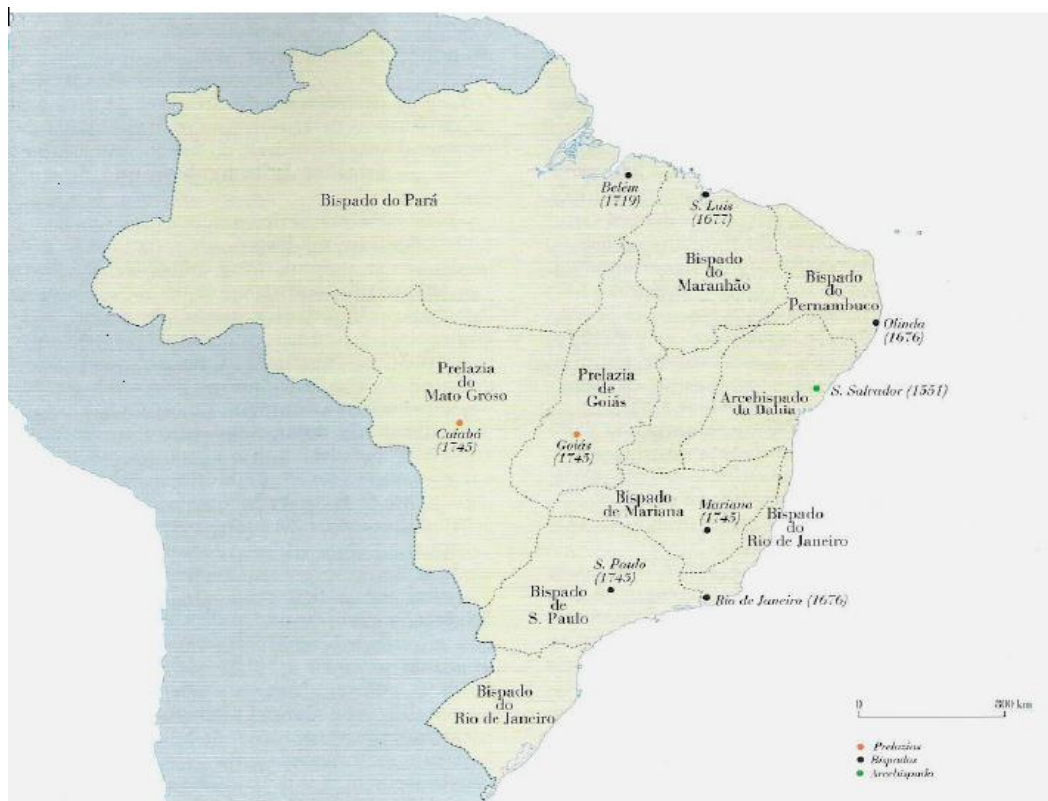 Bispado do Pará
Belém
(1719)
S. Luís
(1677)
Bispado
do
Maranhão
Bispado
do
Pernambuco
Olinda
(1676)
Prelazia
do
Mato Groso
Cuiabá
(1745)
Prelazia
de
Goiás
Goiás
(1745)
Arcebispado
da Bahia
S. Salvador (1551)
Bispado
de Mariana
Mariana
(1745)
Bispado
do
Rio de Janeiro
S. Paulo
(1745)
Bispado
de
S. Paulo
Rio de Janeiro (1676)
Bispado
do
Rio de Janeiro
0 800 km
Prelazias
Bispados
Arcebispado